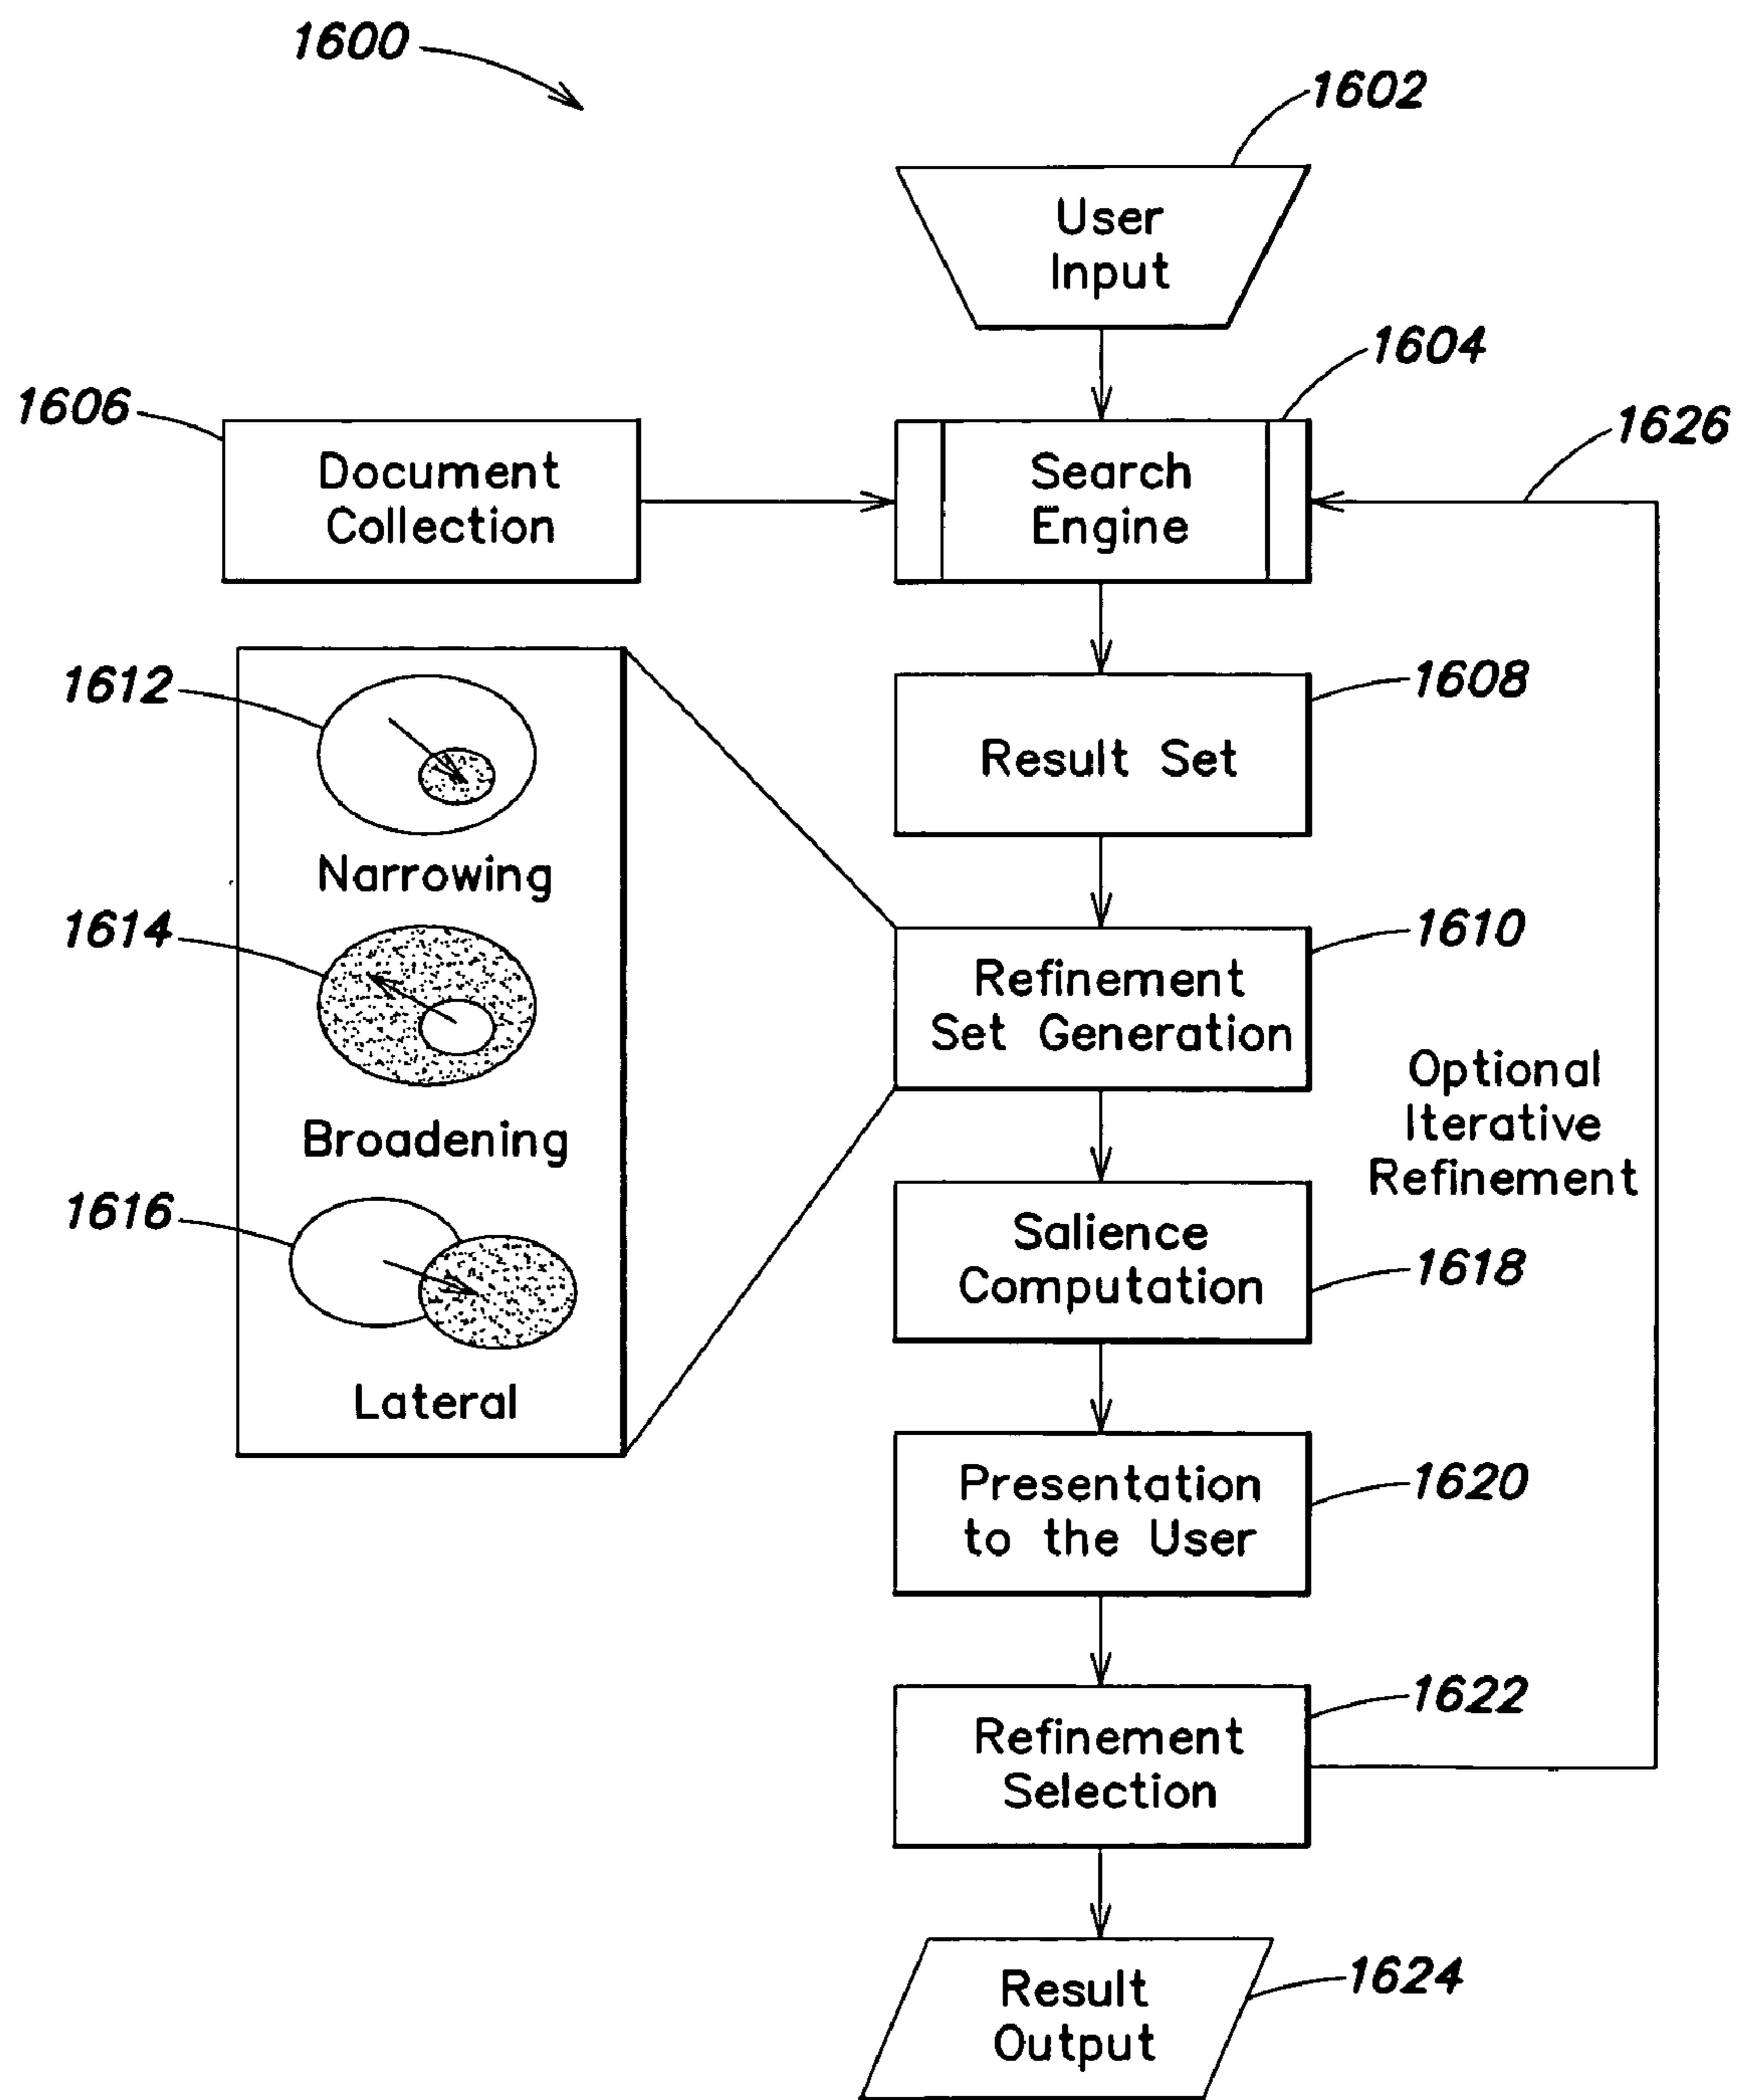 1600
1602
User
Input
1604
1606
1626
Document
Collection
Search
Engine
1612
1608
Result Set
Narrowing
1614
1610
Refinement
Set Generation
Optional
Iterative
Refinement
Broadening
1616
Salience
Computation
1618
Lateral
Presentation
to the User
1620
1622
Refinement
Selection
Result
Output
1624